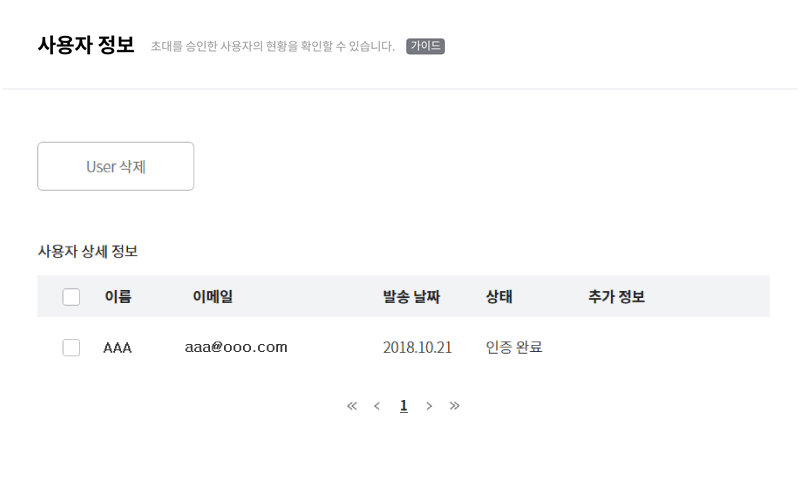 사용자 정보 초대를 승인한 사용자의 현황을 확인할 수 있습니다. 가이드
User 삭제
사용자 상세 정보
이름 이메일 발송 날짜 상태 추가 정보
AAA aaa@ooo.com 2018.10.21 인증 완료
« < 1 > »